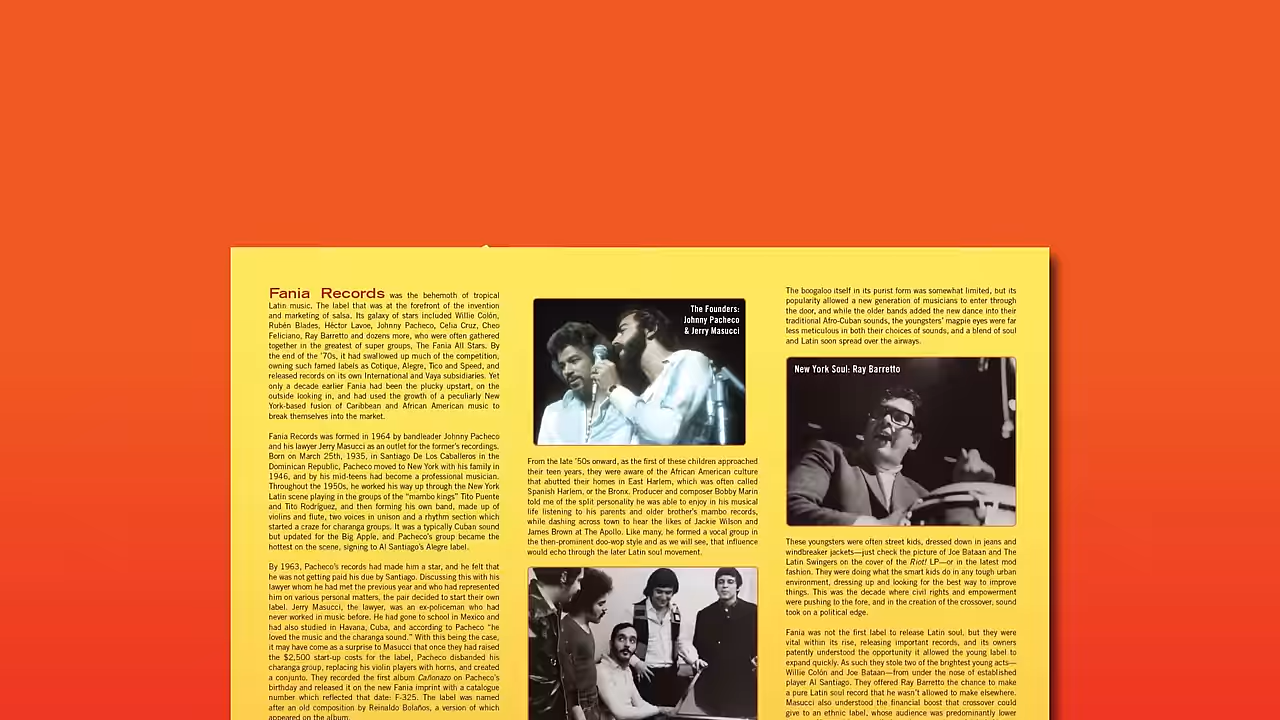 Fania Records was the behemoth of tropical
Latin music. The label that was at the forefront of the invention
and marketing of salsa. Its galaxy of stars included Willie Colón,
Rubén Blades, Héctor Lavoe, Johnny Pacheco, Celia Cruz, Cheo
Feliciano, Ray Barretto and dozens more, who were often gathered
together in the greatest of super groups, The Fania All Stars. By
the end of the '70s, it had swallowed up much of the competition,
owning such famed labels as Cotique, Alegre, Tico and Speed, and
released records on its own International and Vaya subsidiaries. Yet
only a decade earlier Fania had been the plucky upstart, on the
outside looking in, and had used the growth of a peculiarly New
York-based fusion of Caribbean and African American music to
break themselves into the market.
Fania Records was formed in 1964 by bandleader Johnny Pacheco
and his lawyer Jerry Masucci as an outlet for the former's recordings.
Born on March 25th, 1935, in Santiago De Los Caballeros in the
Dominican Republic, Pacheco moved to New York with his family in
1946, and by his mid-teens had become a professional musician.
Throughout the 1950s, he worked his way up through the New York
Latin scene playing in the groups of the “mambo kings” Tito Puente
and Tito Rodríguez, and then forming his own band, made up of
violins and flute, two voices in unison and a rhythm section which
started a craze for charanga groups. It was a typically Cuban sound
but updated for the Big Apple, and Pacheco's group became the
hottest on the scene, signing to Al Santiago's Alegre label.
By 1963, Pacheco's records had made him a star, and he felt that
he was not getting paid his due by Santiago. Discussing this with his
lawyer whom he had met the previous year and who had represented
him on various personal matters, the pair decided to start their own
label. Jerry Masucci, the lawyer, was an ex-policeman who had
never worked in music before. He had gone to school in Mexico and
had also studied in Havana, Cuba, and according to Pacheco “he
loved the music and the charanga sound.” With this being the case,
it may have come as a surprise to Masucci that once they had raised
the $2,500 start-up costs for the label, Pacheco disbanded his
charanga group, replacing his violin players with horns, and created
a conjunto. They recorded the first album Cañonazo on Pacheco's
birthday and released it on the new Fania imprint with a catalogue
number which reflected that date: F-325. The label was named
after an old composition by Reinaldo Bolaños, a version of which
appeared on the album.
The Founders:
Johnny Pacheco
& Jerry Masucci
From the late '50s onward, as the first of these children approached
their teen years, they were aware of the African American culture
that abutted their homes in East Harlem, which was often called
Spanish Harlem, or the Bronx. Producer and composer Bobby Marin
told me of the split personality he was able to enjoy in his musical
life listening to his parents and older brother's mambo records,
while dashing across town to hear the likes of Jackie Wilson and
James Brown at The Apollo. Like many, he formed a vocal group in
the then-prominent doo-wop style and as we will see, that influence
would echo through the later Latin soul movement.
The boogaloo itself in its purist form was somewhat limited, but its
popularity allowed a new generation of musicians to enter through
the door, and while the older bands added the new dance into their
traditional Afro-Cuban sounds, the youngsters' magpie eyes were far
less meticulous in both their choices of sounds, and a blend of soul
and Latin soon spread over the airways.
New York Soul: Ray Barretto
These youngsters were often street kids, dressed down in jeans and
windbreaker jackets—just check the picture of Joe Bataan and The
Latin Swingers on the cover of the Riot! LP—or in the latest mod
fashion. They were doing what the smart kids do in any tough urban
environment, dressing up and looking for the best way to improve
things. This was the decade where civil rights and empowerment
were pushing to the fore, and in the creation of the crossover, sound
took on a political edge.
Fania was not the first label to release Latin soul, but they were
vital within its rise, releasing important records, and its owners
patently understood the opportunity it allowed the young label to
expand quickly. As such they stole two of the brightest young acts—
Willie Colón and Joe Bataan—from under the nose of established
player Al Santiago. They offered Ray Barretto the chance to make
a pure Latin soul record that he wasn't allowed to make elsewhere.
Masucci also understood the financial boost that crossover could
give to an ethnic label, whose audience was predominantly lower